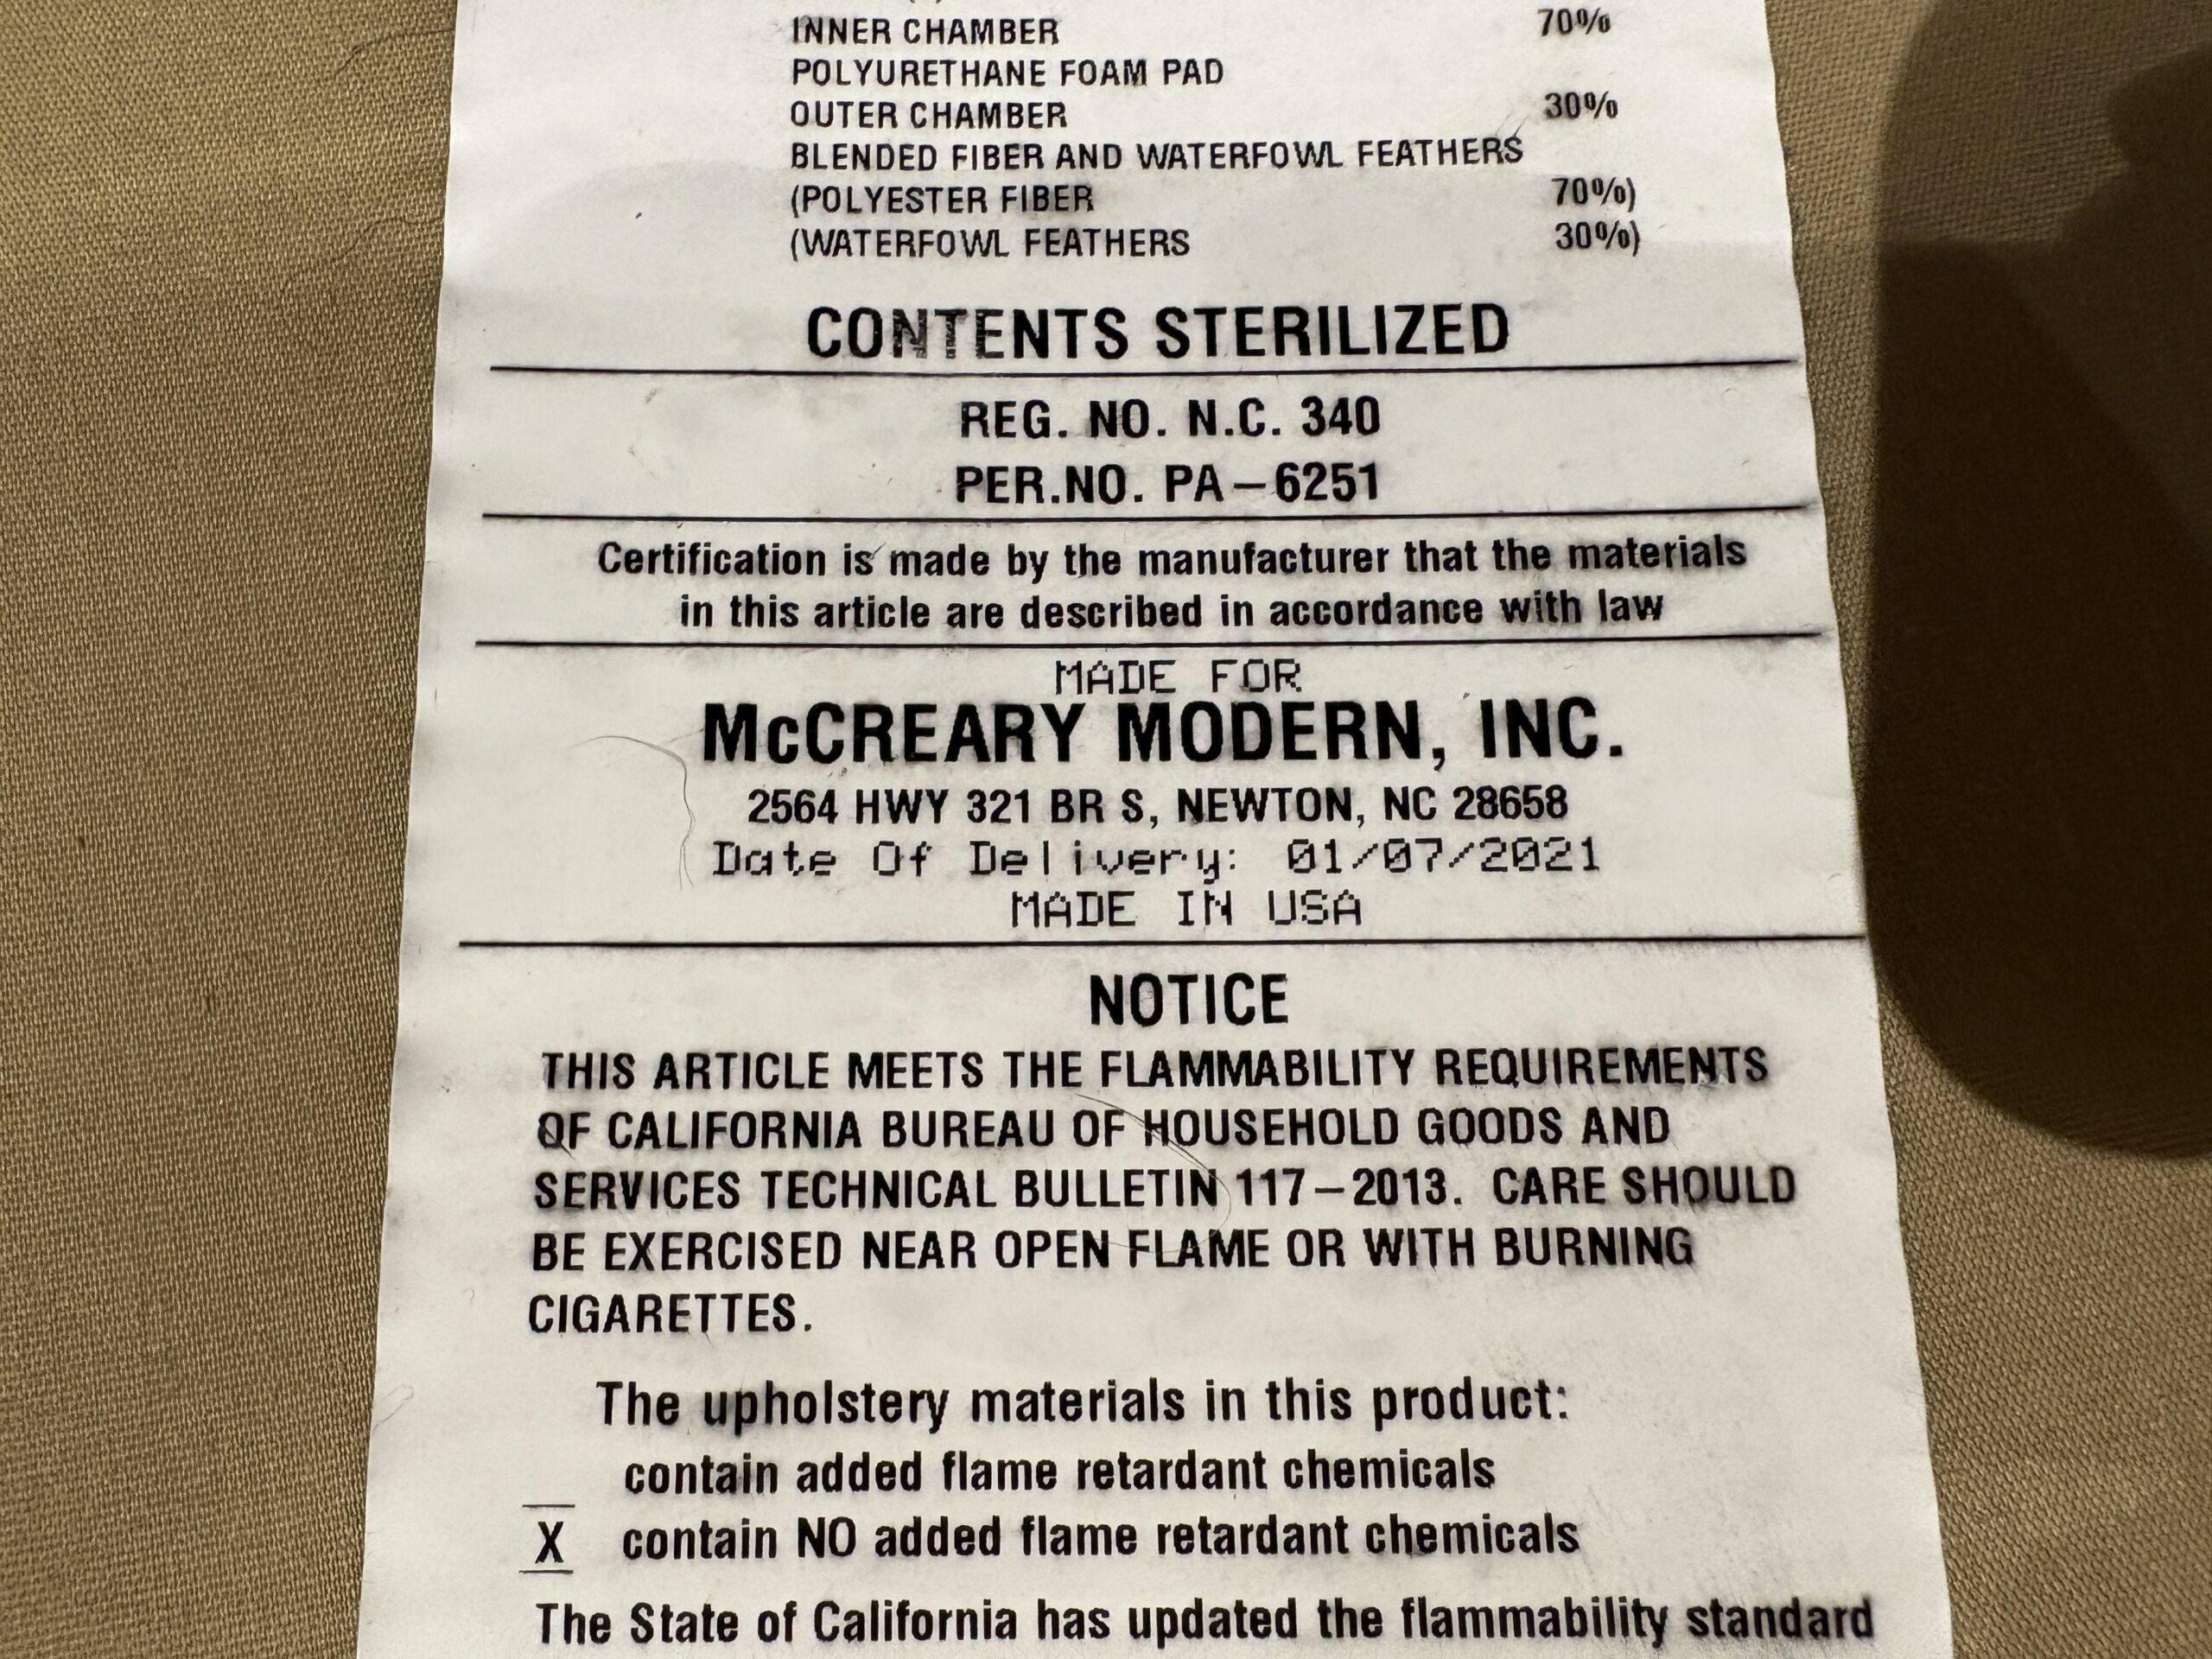 INNER CHAMBER 70%
POLYURETHANE FOAM PAD
OUTER CHAMBER 30%
BLENDED FIBER AND WATERFOWL FEATHERS
(POLYESTER FIBER 70%)
(WATERFOWL FEATHERS 30%)
CONTENTS STERILIZED
REG. NO. N.C. 340
PER.NO. PA–6251
Certification is made by the manufacturer that the materials
in this article are described in accordance with law
MADE FOR
McCREARY MODERN, INC.
2564 HWY 321 BR S, NEWTON, NC 28658
Date Of Delivery: 01/07/2021
MADE IN USA
NOTICE
THIS ARTICLE MEETS THE FLAMMABILITY REQUIREMENTS
OF CALIFORNIA BUREAU OF HOUSEHOLD GOODS AND
SERVICES TECHNICAL BULLETIN 117–2013. CARE SHOULD
BE EXERCISED NEAR OPEN FLAME OR WITH BURNING
CIGARETTES.
The upholstery materials in this product:
contain added flame retardant chemicals
X contain NO added flame retardant chemicals
The State of California has updated the flammability standard